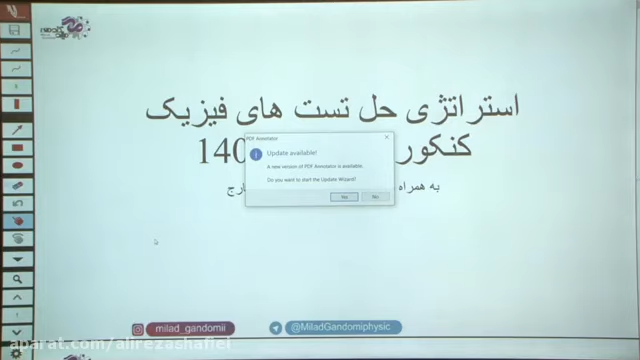 استراتژی حل تست های فیزیک
کنکور
140
به همراه
ارج
PDF Annotator
Update available!
A new version of PDF Annotator is available.
Do you want to start the Update Wizard?
No
milad_gandomii
@MiladGandomiphysic
aparat.com/alirezashafiei